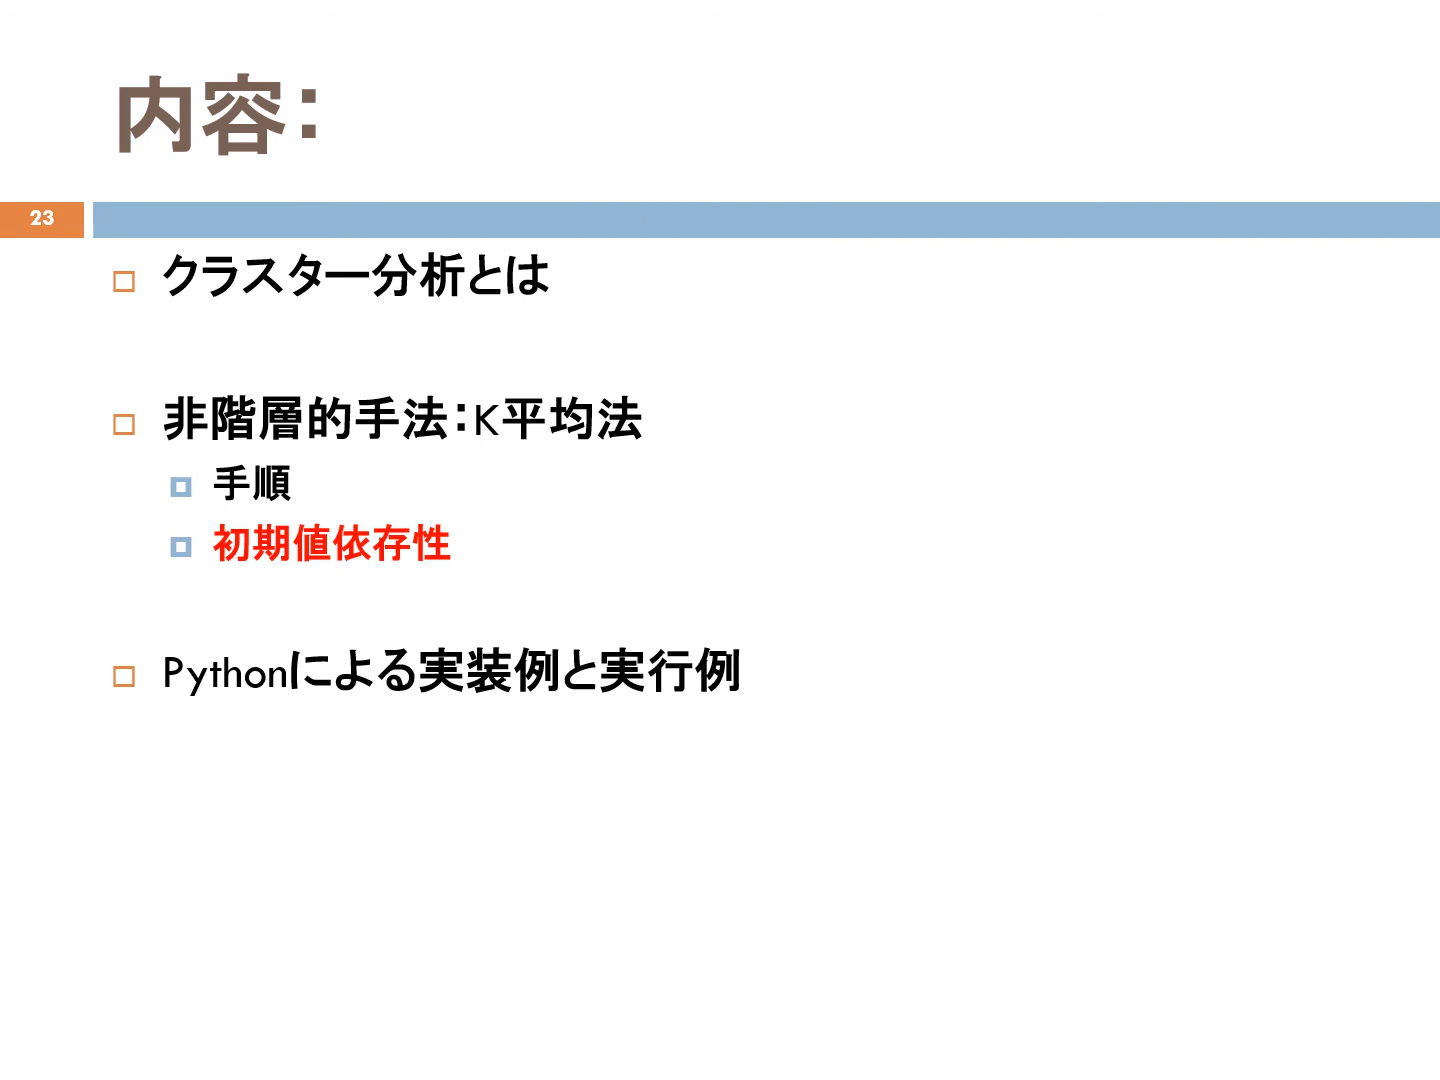 内容：
23
クラスター分析とは
非階層的手法：K平均法
手順
初期値依存性
Pythonによる実装例と実行例